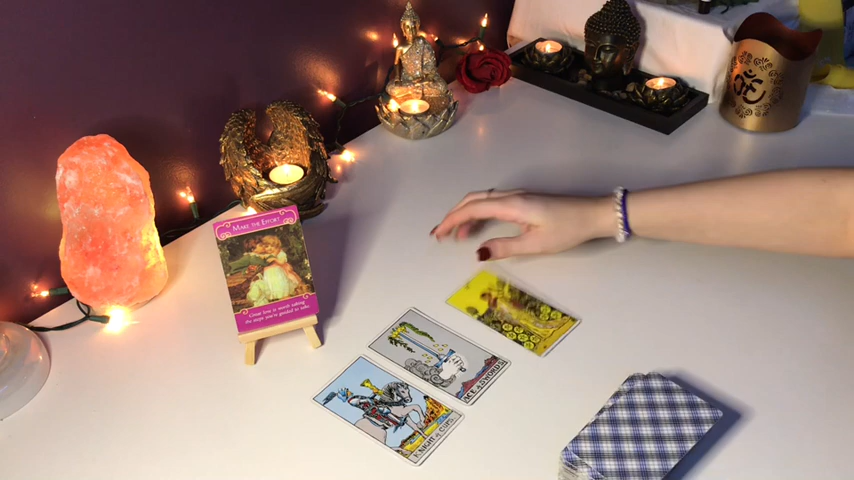 MAKE THE EFFORT
Great love is worth taking
the steps you're guided to take
ACE of SWORDS
KNIGHT of CUPS